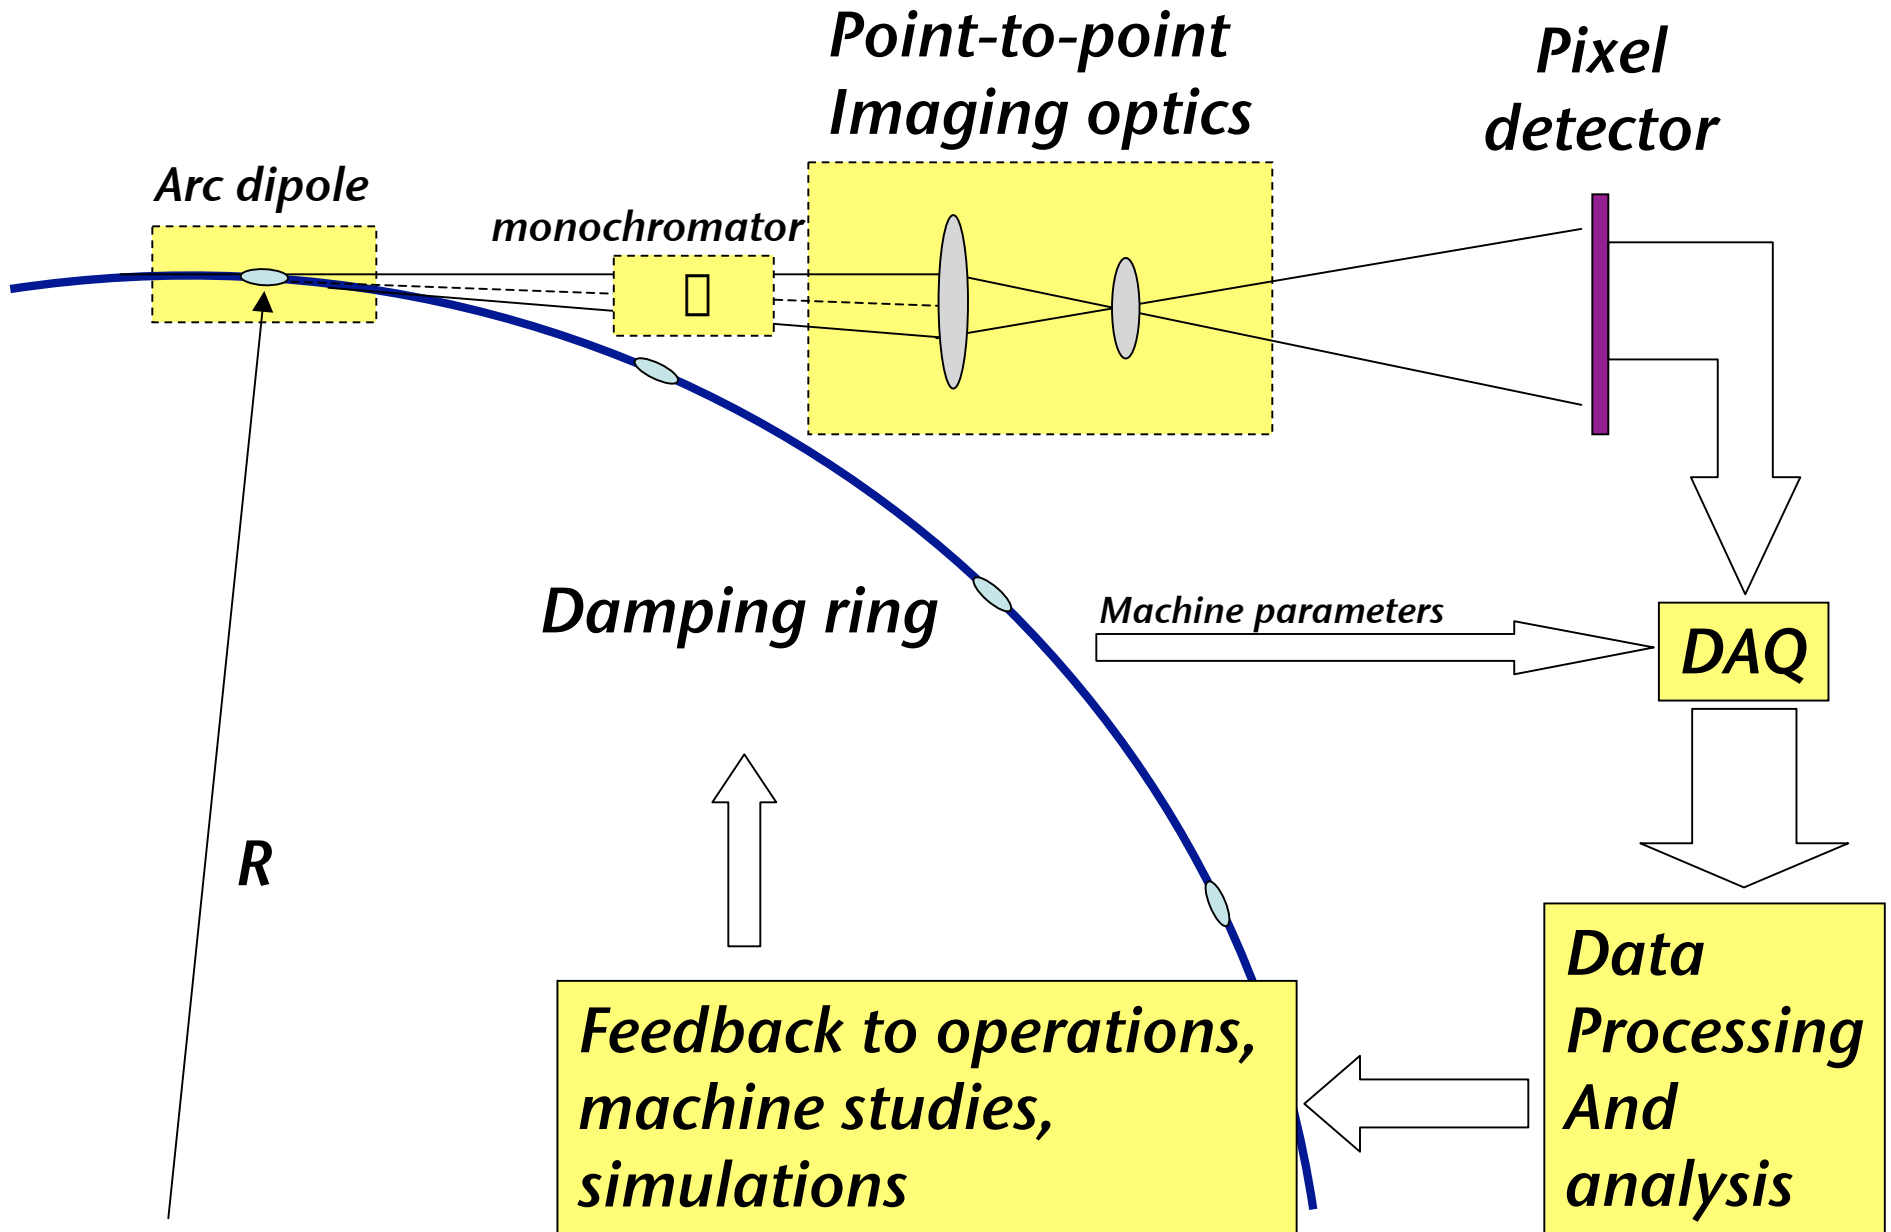 Point-to-point
Imaging optics
Pixel
detector
Arc dipole
monochromator
Damping ring
Machine parameters
DAQ
R
Data
Processing
And
analysis
Feedback to operations,
machine studies,
simulations